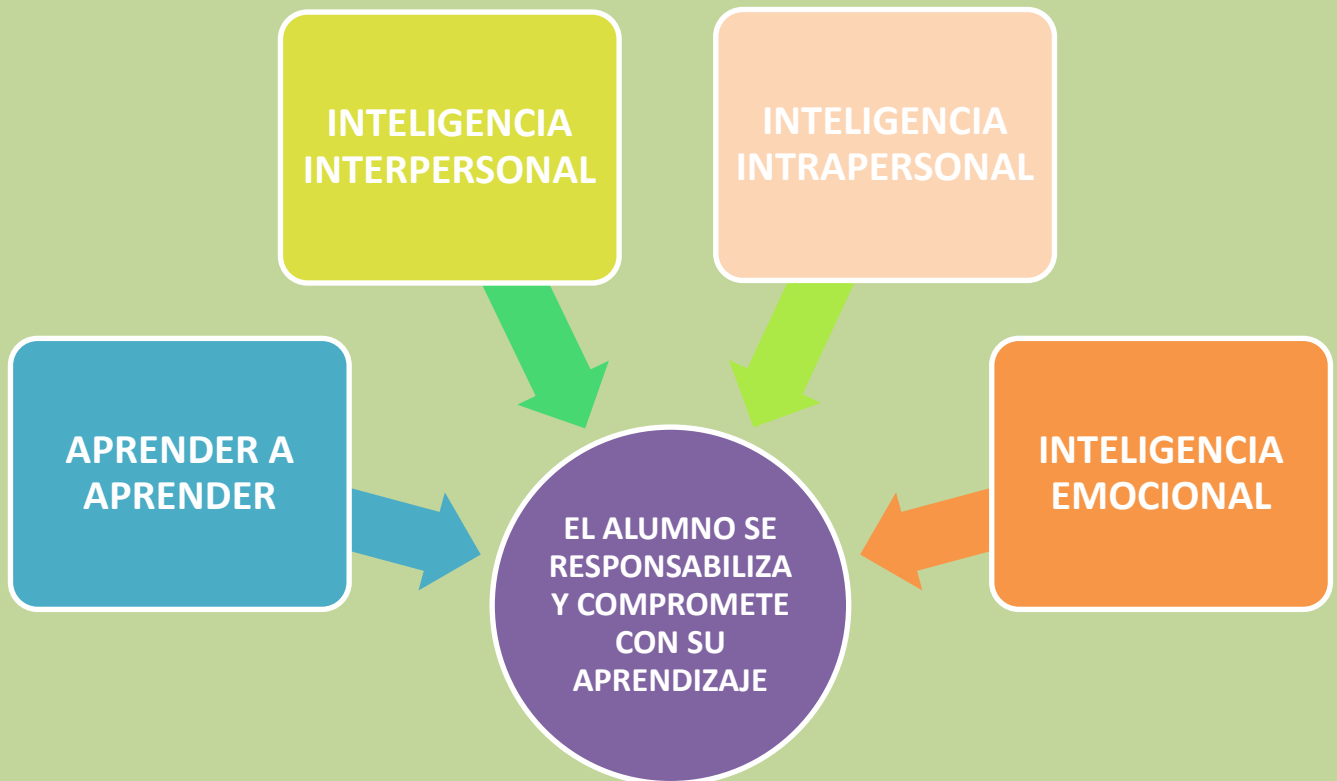 INTELIGENCIA
INTERPERSONAL
INTELIGENCIA
INTRAPERSONAL
APRENDER A
APRENDER
INTELIGENCIA
EMOCIONAL
EL ALUMNO SE
RESPONSABILIZA
Y COMPROMETE
CON SU
APRENDIZAJE